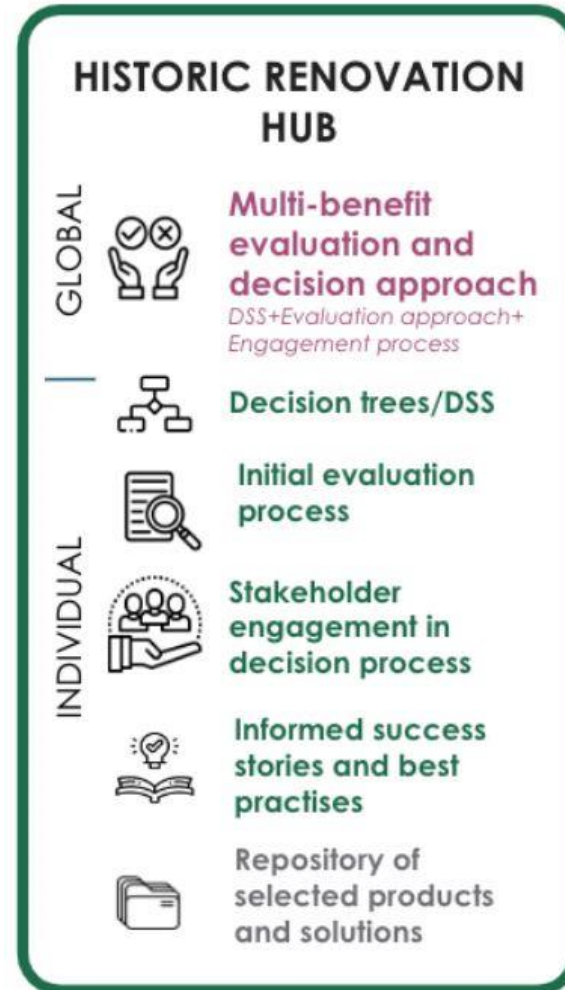 HISTORIC RENOVATION
HUB
GLOBAL
Multi-benefit
evaluation and
decision approach
DSS+Evaluation approach+
Engagement process
INDIVIDUAL
Decision trees/DSS
Initial evaluation
process
Stakeholder
engagement in
decision process
Informed success
stories and best
practises
Repository of
selected products
and solutions